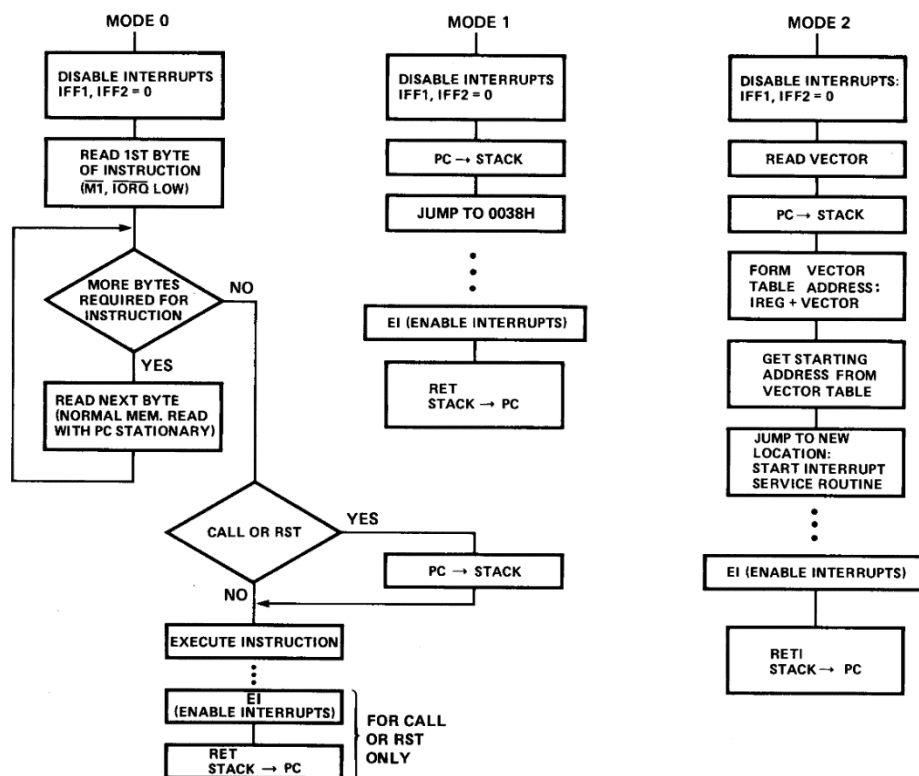 MODE 0
DISABLE INTERRUPTS
IFF1, IFF2 = 0
READ 1ST BYTE
OF INSTRUCTION
(M1, IORQ LOW)
MORE BYTES
REQUIRED FOR
INSTRUCTION
NO
YES
READ NEXT BYTE
(NORMAL MEM. READ
WITH PC STATIONARY)
CALL OR RST
YES
PC → STACK
NO
EXECUTE INSTRUCTION
EI
(ENABLE INTERRUPTS)
RET
STACK → PC
FOR CALL
OR RST
ONLY
MODE 1
DISABLE INTERRUPTS
IFF1, IFF2 = 0
PC → STACK
JUMP TO 0038H
EI (ENABLE INTERRUPTS)
RET
STACK → PC
MODE 2
DISABLE INTERRUPTS:
IFF1, IFF2 = 0
READ VECTOR
PC → STACK
FORM VECTOR
TABLE ADDRESS:
IREG + VECTOR
GET STARTING
ADDRESS FROM
VECTOR TABLE
JUMP TO NEW
LOCATION:
START INTERRUPT
SERVICE ROUTINE
EI (ENABLE INTERRUPTS)
RETI
STACK → PC